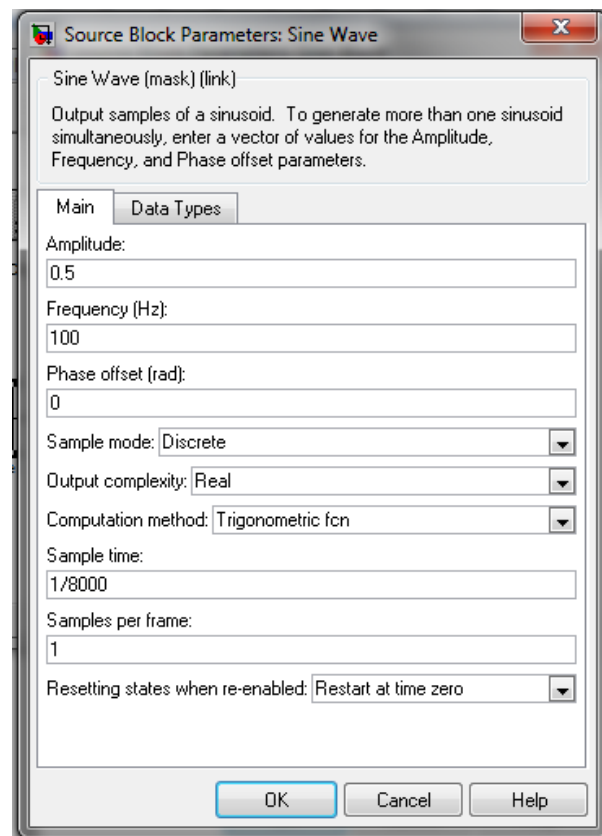 Source Block Parameters: Sine Wave
Sine Wave (mask) (link)
Output samples of a sinusoid. To generate more than one sinusoid
simultaneously, enter a vector of values for the Amplitude,
Frequency, and Phase offset parameters.
Main Data Types
Amplitude:
0.5
Frequency (Hz):
100
Phase offset (rad):
0
Sample mode: Discrete
Output complexity: Real
Computation method: Trigonometric fcn
Sample time:
1/8000
Samples per frame:
1
Resetting states when re-enabled: Restart at time zero
OK Cancel Help